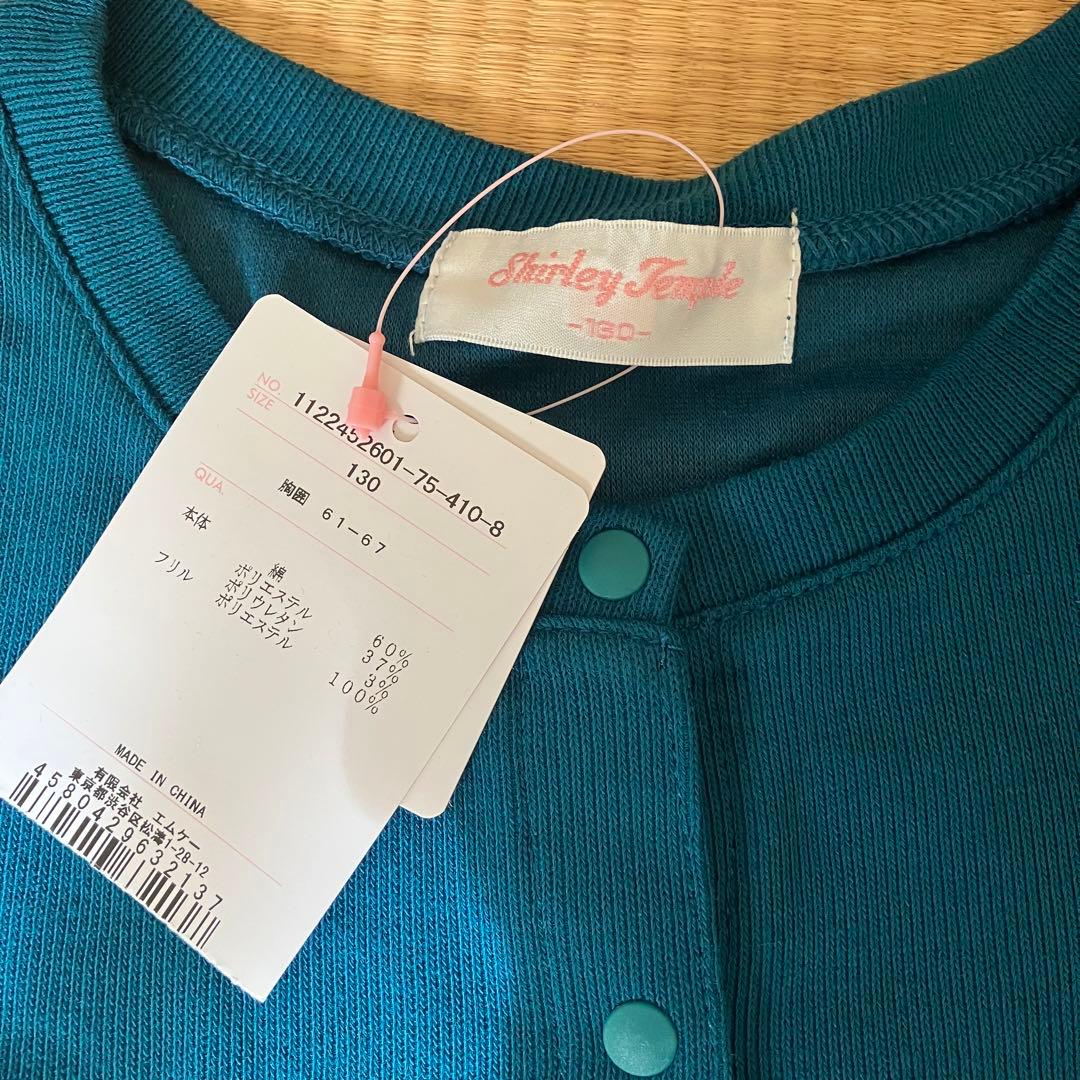 Shirley Temple
-130-
NO. 1122452601-75-410-8
SIZE 130
QUA. 胸囲 61-67
本体 綿 60%
ポリエステル 37%
ポリウレタン 3%
フリル ポリエステル 100%
MADE IN CHINA
有限会社 エムケー
東京都渋谷区松濤1-28-12
4580429632137